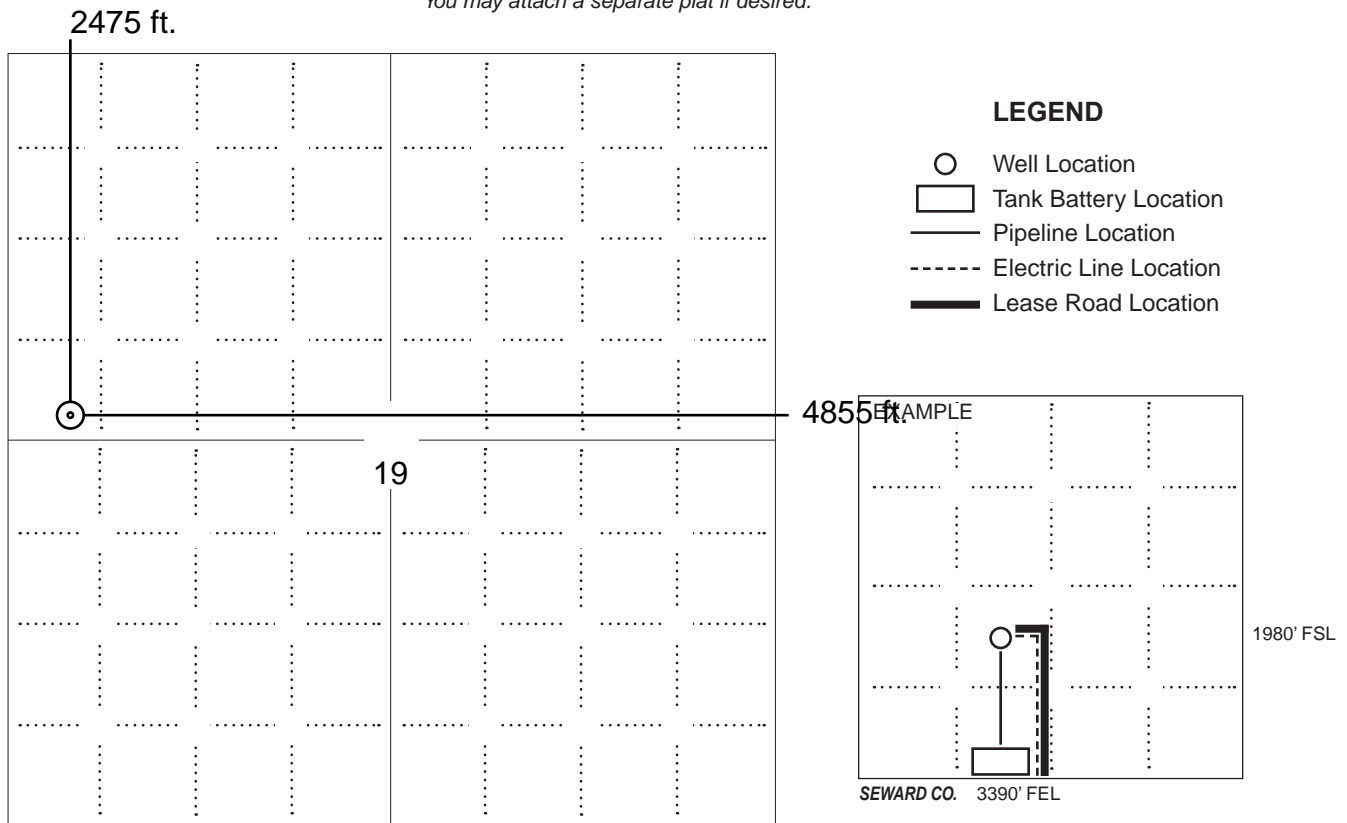 You may attach a separate plat if desired.
2475 ft.
LEGEND
Well Location
Tank Battery Location
Pipeline Location
Electric Line Location
Lease Road Location
4855 ft.
EXAMPLE
19
1980' FSL
SEWARD CO. 3390' FEL